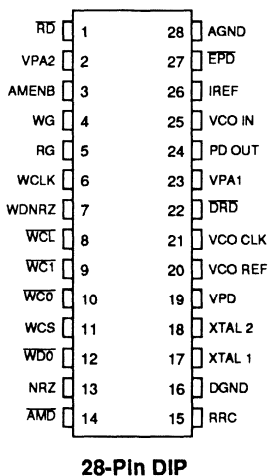 RD 1 28 AGND
VPA2 2 27 EPD
AMENB 3 26 IREF
WG 4 25 VCO IN
RG 5 24 PD OUT
WCLK 6 23 VPA1
WDNRZ 7 22 DRD
WCL 8 21 VCO CLK
WC1 9 20 VCO REF
WC0 10 19 VPD
WCS 11 18 XTAL 2
WD0 12 17 XTAL 1
NRZ 13 16 DGND
AMD 14 15 RRC
28-Pin DIP